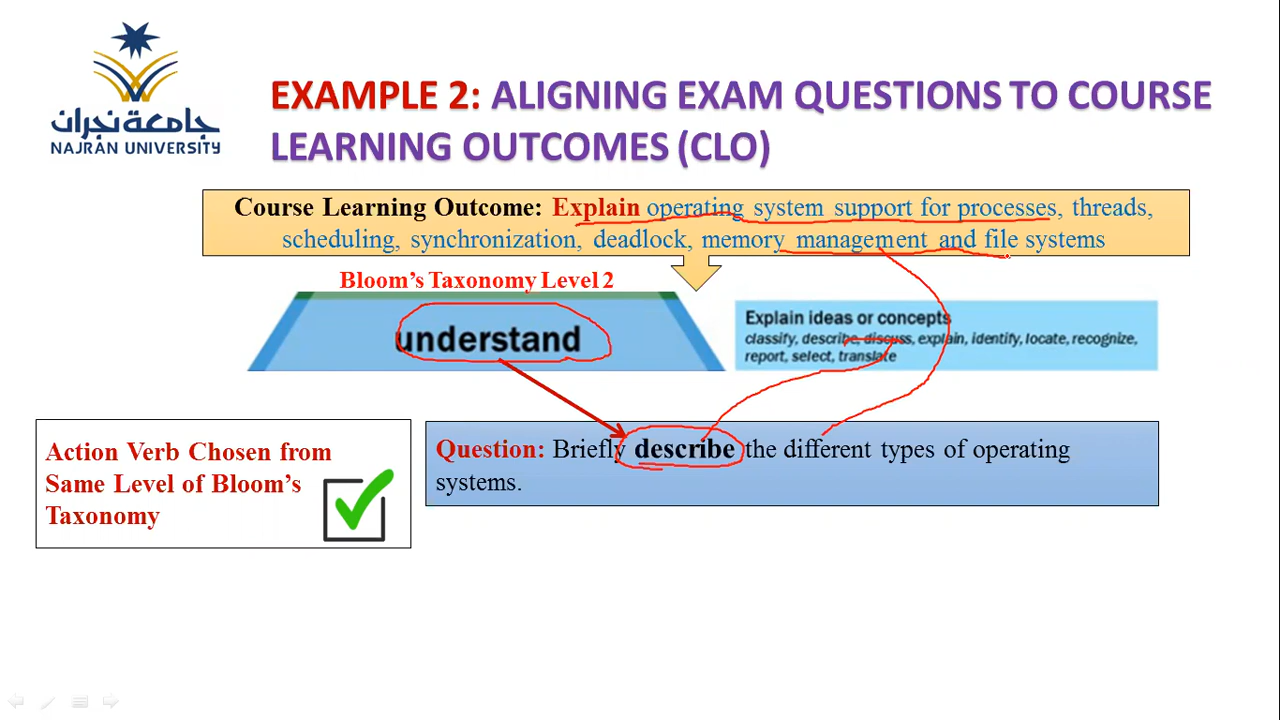 جامعة نجران
NAJRAN UNIVERSITY
EXAMPLE 2: ALIGNING EXAM QUESTIONS TO COURSE
LEARNING OUTCOMES (CLO)
Course Learning Outcome: Explain operating system support for processes, threads,
scheduling, synchronization, deadlock, memory management and file systems
Bloom's Taxonomy Level 2
understand
Explain ideas or concepts
classify, describe, discuss, explain, identify, locate, recognize,
report, select, translate
Action Verb Chosen from
Same Level of Bloom's
Taxonomy
Question: Briefly describe the different types of operating
systems.